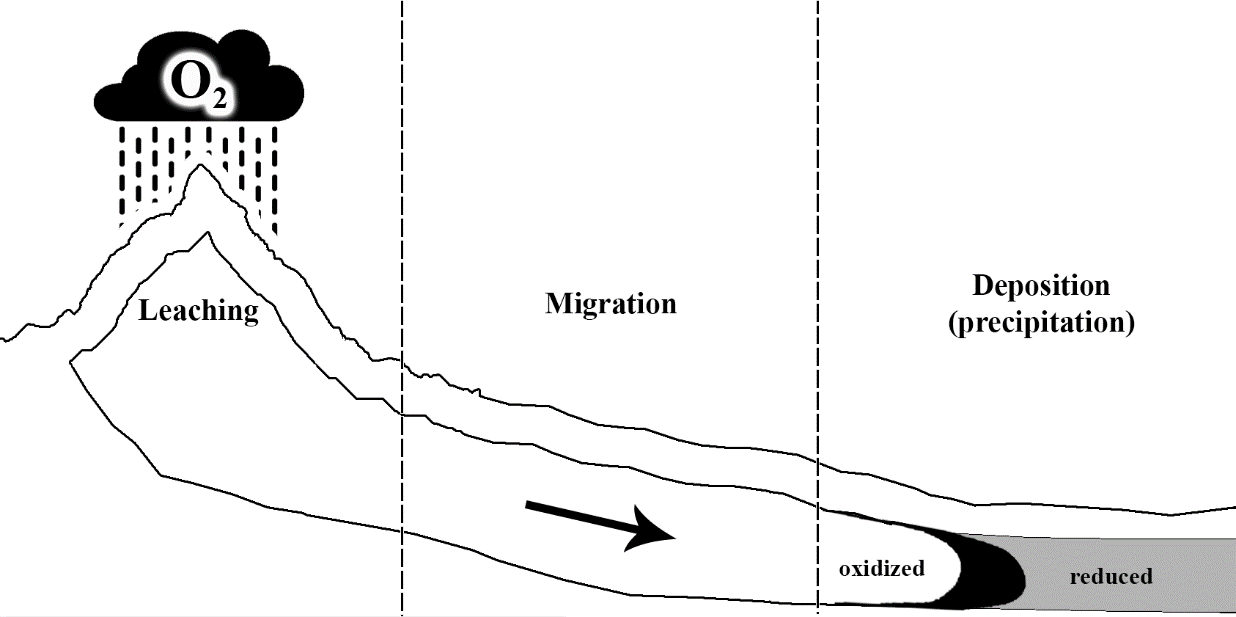 O₂
Leaching
Migration
Deposition
(precipitation)
oxidized
reduced